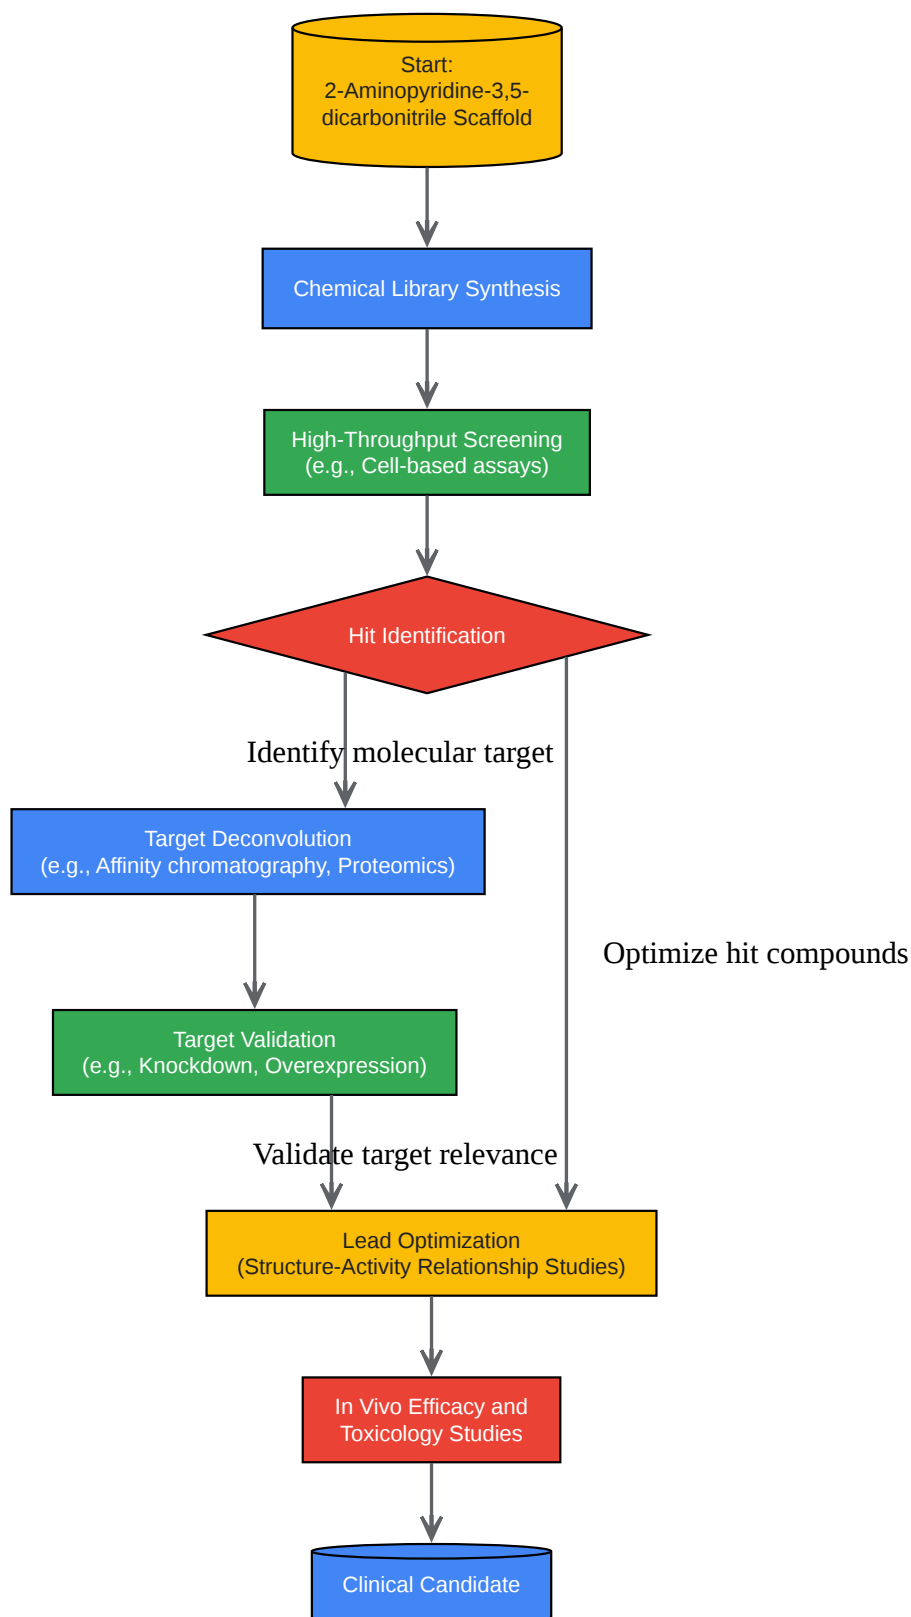 Start:
2-Aminopyridine-3,5-
dicarbonitrile Scaffold
Chemical Library Synthesis
High-Throughput Screening
(e.g., Cell-based assays)
Hit Identification
Identify molecular target
Target Deconvolution
(e.g., Affinity chromatography, Proteomics)
Optimize hit compounds
Target Validation
(e.g., Knockdown, Overexpression)
Validate target relevance
Lead Optimization
(Structure-Activity Relationship Studies)
In Vivo Efficacy and
Toxicology Studies
Clinical Candidate